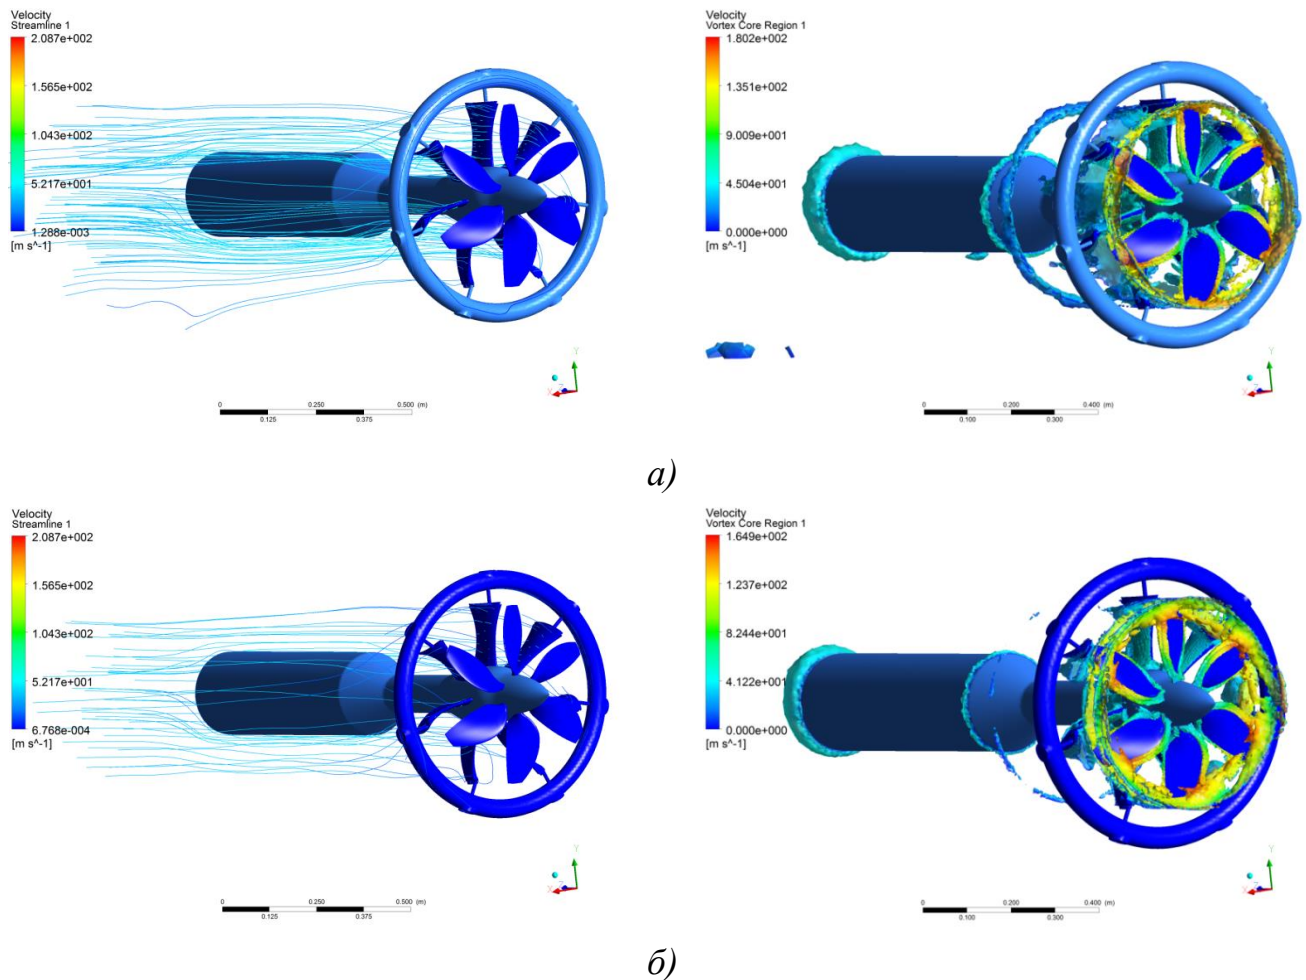 Velocity
Streamline 1
2.087e+002
1.565e+002
1.043e+002
5.217e+001
1.288e-003
[m s^-1]
0 0.250 0.500 (m)
0.125 0.375
Y
X
Velocity
Vortex Core Region 1
1.802e+002
1.351e+002
9.009e+001
4.504e+001
0.000e+000
[m s^-1]
0 0.200 0.400 (m)
0.100 0.300
Y
X
а)
Velocity
Streamline 1
2.087e+002
1.565e+002
1.043e+002
5.217e+001
6.768e-004
[m s^-1]
0 0.250 0.500 (m)
0.125 0.375
Y
X
Velocity
Vortex Core Region 1
1.649e+002
1.237e+002
8.244e+001
4.122e+001
0.000e+000
[m s^-1]
0 0.200 0.400 (m)
0.100 0.300
Y
X
б)